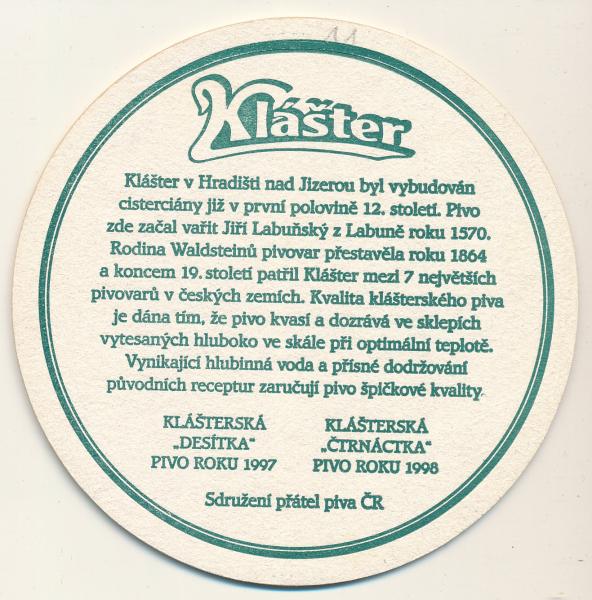 11
Klášter
Klášter v Hradišti nad Jizerou byl vybudován
cisterciány již v první polovině 12. století. Pivo
zde začal vařit Jiří Labuňský z Labuně roku 1570.
Rodina Waldsteinů pivovar přestavěla roku 1864
a koncem 19. století patřil Klášter mezi 7 největších
pivovarů v českých zemích. Kvalita klášterského piva
je dána tím, že pivo kvasí a dozrává ve sklepích
vytesaných hluboko ve skále při optimální teplotě.
Vynikající hlubinná voda a přísné dodržování
původních receptur zaručují pivo špičkové kvality
KLÁŠTERSKÁ KLÁŠTERSKÁ
„DESÍTKA“ „ČTRNÁCTKA“
PIVO ROKU 1997 PIVO ROKU 1998
Sdružení přátel piva ČR